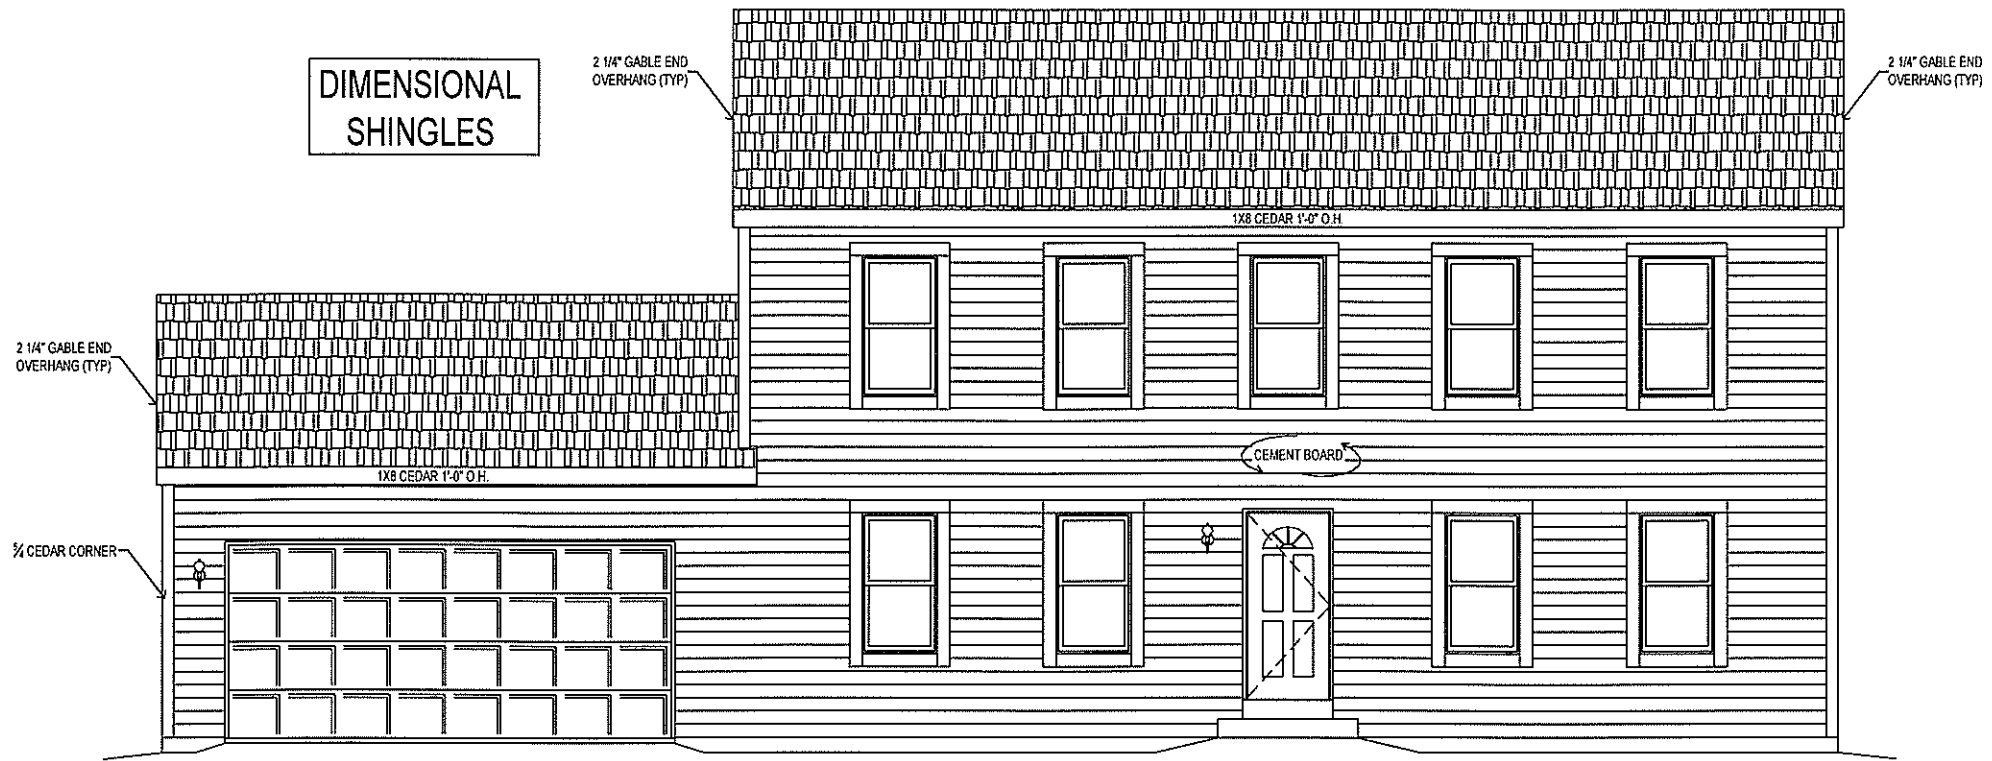 DIMENSIONAL
SHINGLES
2 1/4" GABLE END
OVERHANG (TYP)
2 1/4" GABLE END
OVERHANG (TYP)
1X8 CEDAR 1'-0" O.H.
2 1/4" GABLE END
OVERHANG (TYP)
CEMENT BOARD
1X8 CEDAR 1'-0" O.H.
5/4 CEDAR CORNER